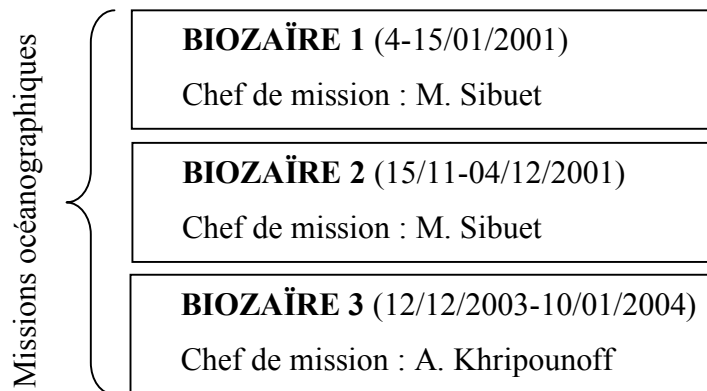 Missions océanographiques
BIOZAÏRE 1 (4-15/01/2001)
Chef de mission : M. Sibuet
BIOZAÏRE 2 (15/11-04/12/2001)
Chef de mission : M. Sibuet
BIOZAÏRE 3 (12/12/2003-10/01/2004)
Chef de mission : A. Khripounoff